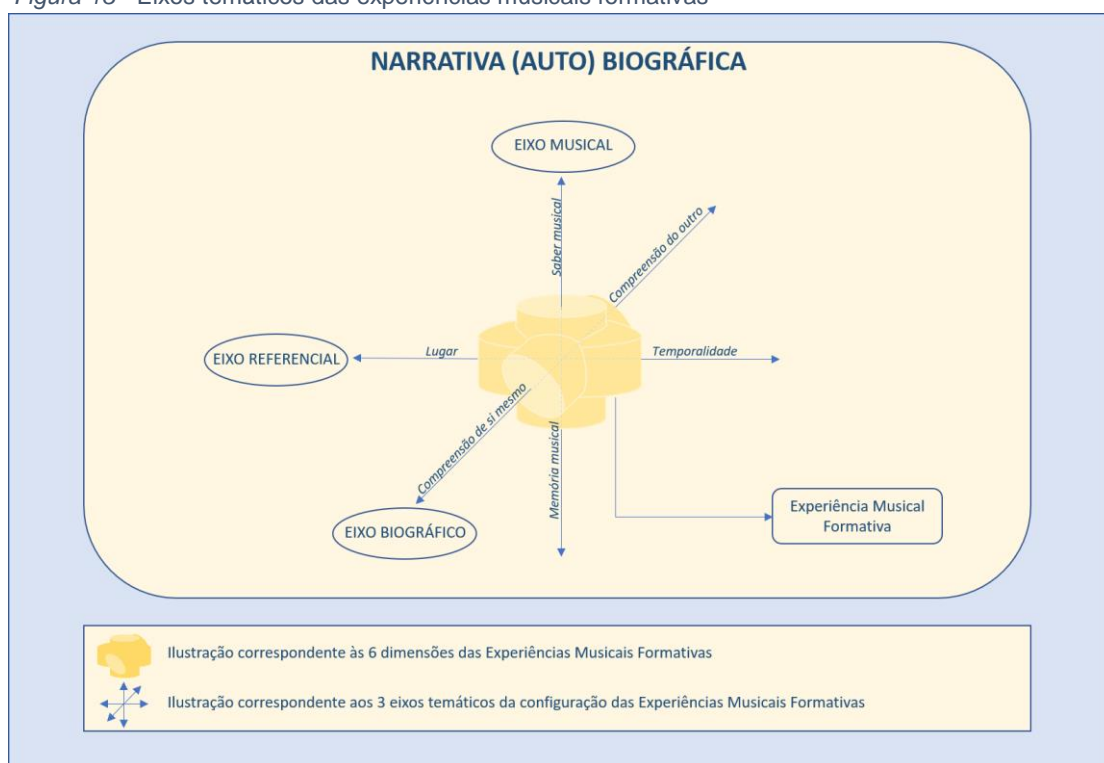 Eixos temáticos das experiências musicais formativas
NARRATIVA (AUTO) BIOGRÁFICA
EIXO MUSICAL
Saber musical
Compreensão do outro
EIXO REFERENCIAL
Lugar
Temporalidade
Compreensão de si mesmo
Memória musical
EIXO BIOGRÁFICO
Experiência Musical
Formativa
Ilustração correspondente às 6 dimensões das Experiências Musicais Formativas
Ilustração correspondente aos 3 eixos temáticos da configuração das Experiências Musicais Formativas